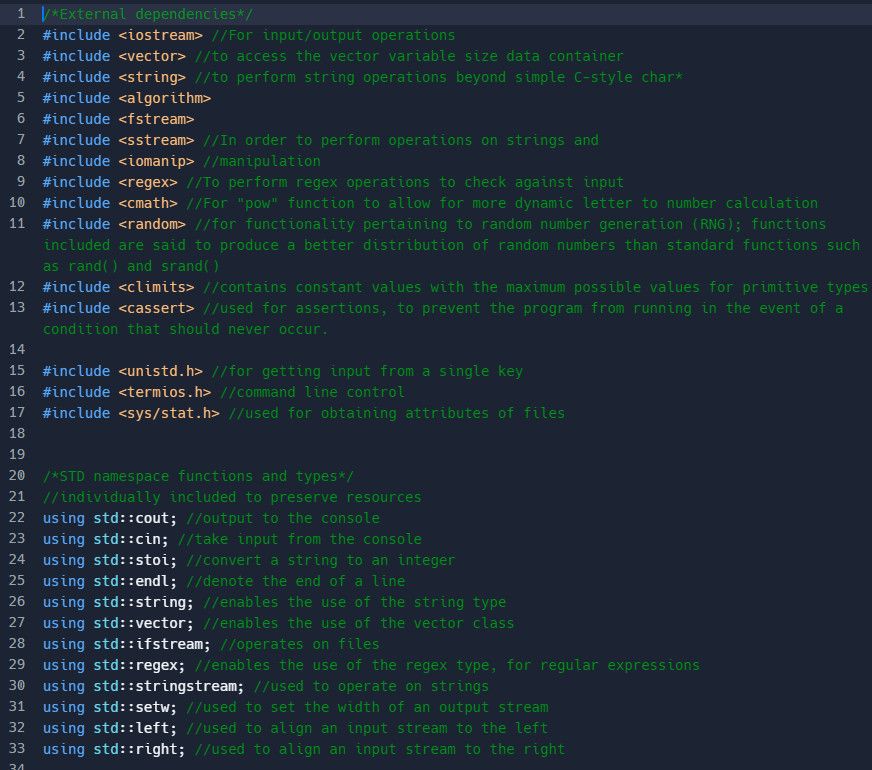 1 /*External dependencies*/
2 #include <iostream> //For inut/output operations
3 #include <vector> //to access the vector variable size data container
4 #include <string> //to perform string operations beyond simple C-style char*
5 #include <algorithm>
6 #include <fstream>
7 #include <sstream> //In order to perform operations on strings and
8 #include <iomanip> //manipulation
9 #include <regex> //To perform regex operations to check against input
10 #include <cmath> //For "pow" function to allow for more dynamic letter to number calculation
11 #include <random> //for functionality pertaining to random number generation (RNG); functions
included are said to produce a better distribution of random numbers than standard functions such
as rand() and srand()
12 #include <climits> //contains constant values with the maximum possible values for primitive types
13 #include <cassert> //used for assertions, to prevent the program from running in the event of a
condition that should never occur.
14
15 #include <unistd.h> //for getting input from a single key
16 #include <termios.h> //command line control
17 #include <sys/stat.h> //used for obtaining attributes of files
18
19
20 /*STD namespace functions and types*/
21 //individually included to preserve resources
22 using std::cout; //output to the console
23 using std::cin; //take input from the console
24 using std::stoi; //convert a string to an integer
25 using std::endl; //denote the end of a line
26 using std::string; //enables the use of the string type
27 using std::vector; //enables the use of the vector class
28 using std::ifstream; //operates on files
29 using std::regex; //enables the use of the regex type, for regular expressions
30 using std::stringstream; //used to operate on strings
31 using std::setw; //used to set the width of an output stream
32 using std::left; //used to align an input stream to the left
33 using std::right; //used to align an input stream to the right
34